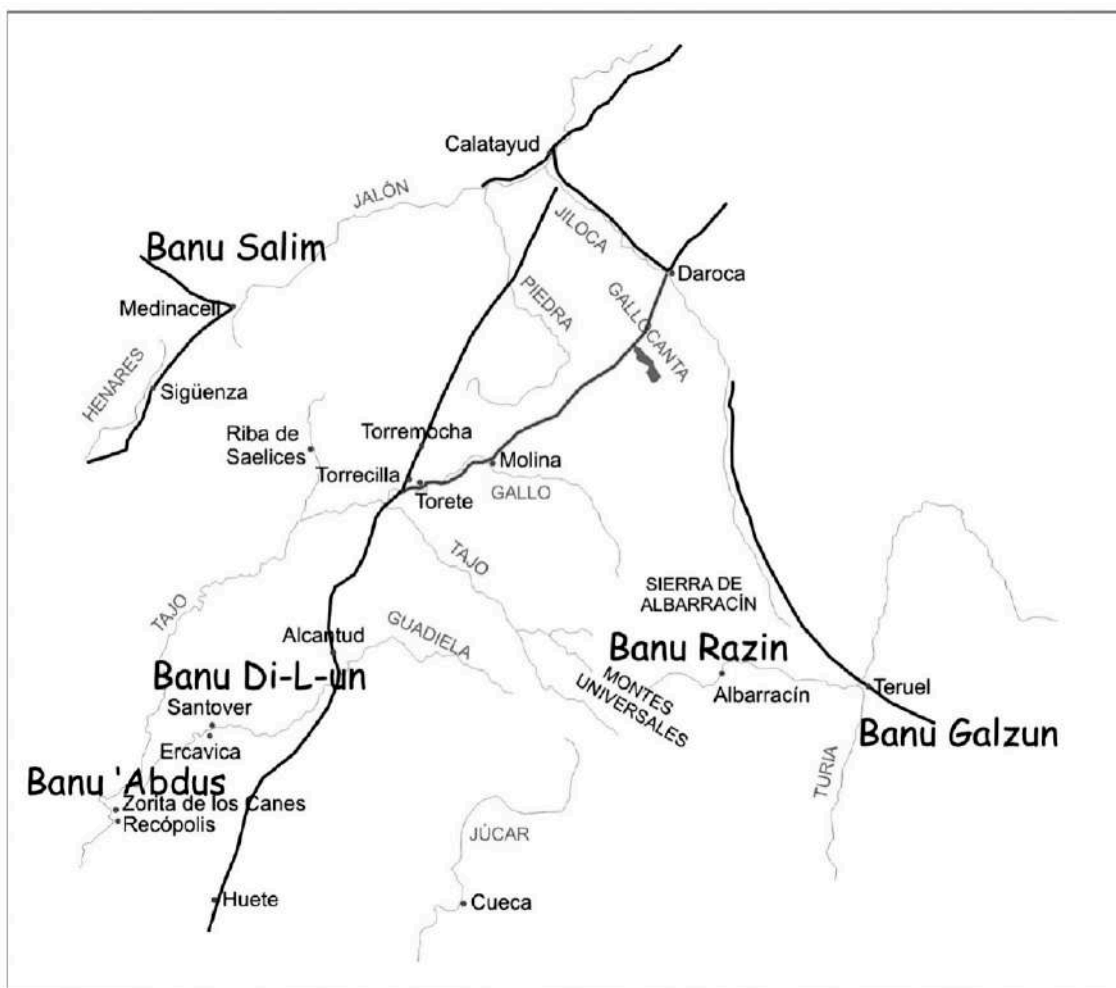 Calatayud
JALÓN
JILOCA
Banu Salim
Daroca
PIEDRA
GALLOCANTA
Medinaceli
HENARES
Sigüenza
Riba de
Saelices
Torremocha
Molina
Torrecilla
Torete
GALLO
TAJO
SIERRA DE
ALBARRACÍN
TAJO
Alcantud
GUADIELA
Banu Razin
Banu Di-L-un
MONTES
UNIVERSALES
Albarracín
Teruel
Santover
Ercavica
Banu Galzun
Banu 'Abdus
Zorita de los Canes
Recópolis
TURIA
JÚCAR
Huete
Cueca